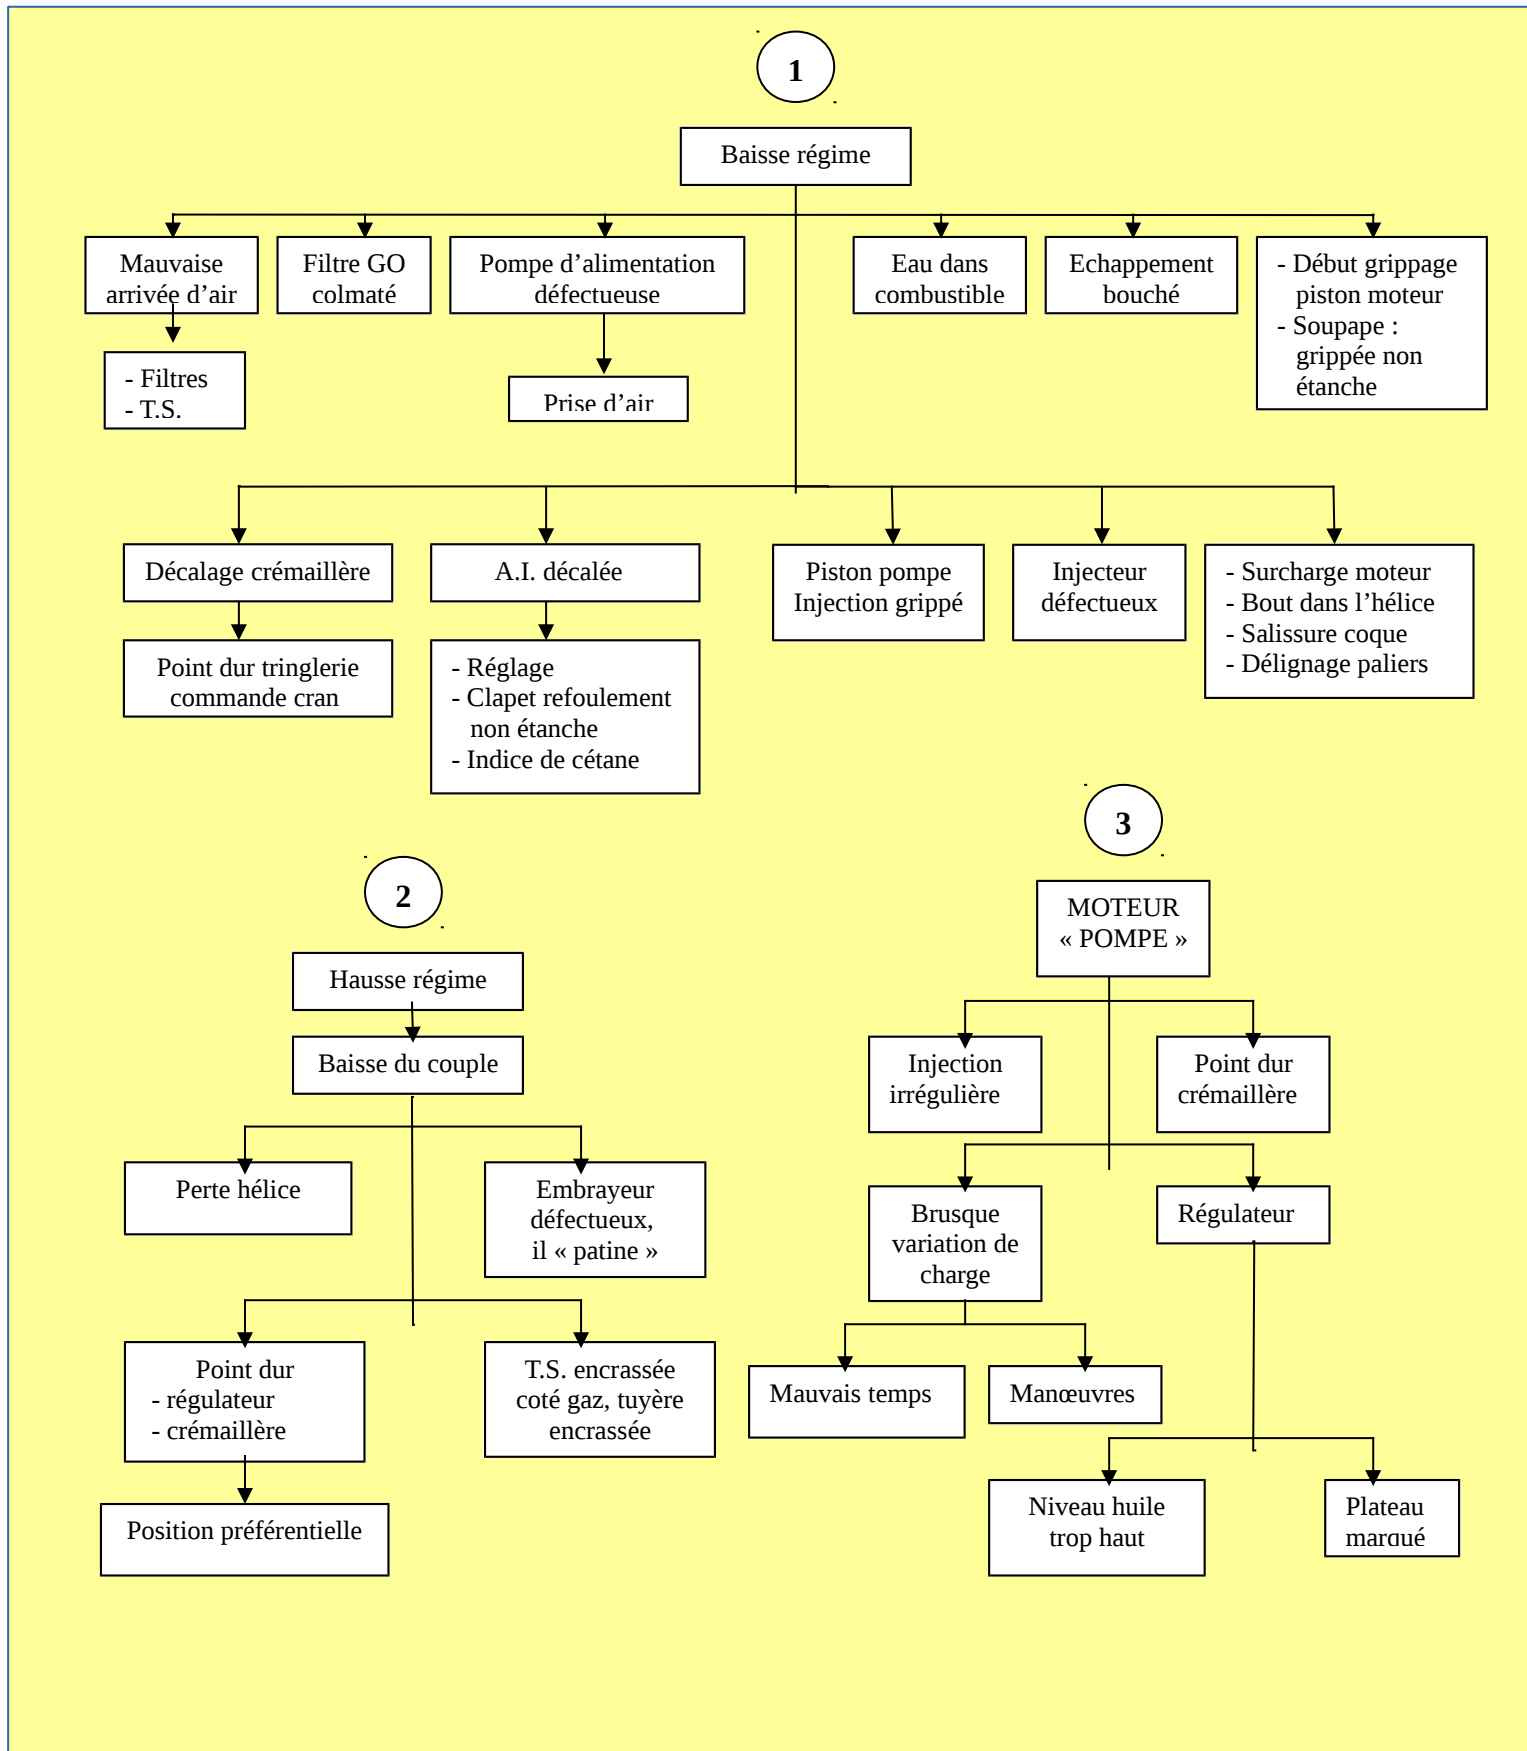 1
Baisse régime
Mauvaise
arrivée d’air
Filtre GO
colmaté
Pompe d’alimentation
défectueuse
Eau dans
combustible
Echappement
bouché
- Début grippage
piston moteur
- Soupape :
grippée non
étanche
- Filtres
- T.S.
Prise d’air
Décalage crémaillère
A.I. décalée
Piston pompe
Injection grippé
Injecteur
défectueux
- Surcharge moteur
- Bout dans l’hélice
- Salissure coque
- Délignage paliers
Point dur tringlerie
commande cran
- Réglage
- Clapet refoulement
non étanche
- Indice de cétane
2
Hausse régime
Baisse du couple
Perte hélice
Embrayeur
défectueux,
il « patine »
Point dur
- régulateur
- crémaillère
T.S. encrassée
coté gaz, tuyère
encrassée
Position préférentielle
3
MOTEUR
« POMPE »
Injection
irrégulière
Point dur
crémaillère
Brusque
variation de
charge
Régulateur
Mauvais temps
Manœuvres
Niveau huile
trop haut
Plateau
marqué